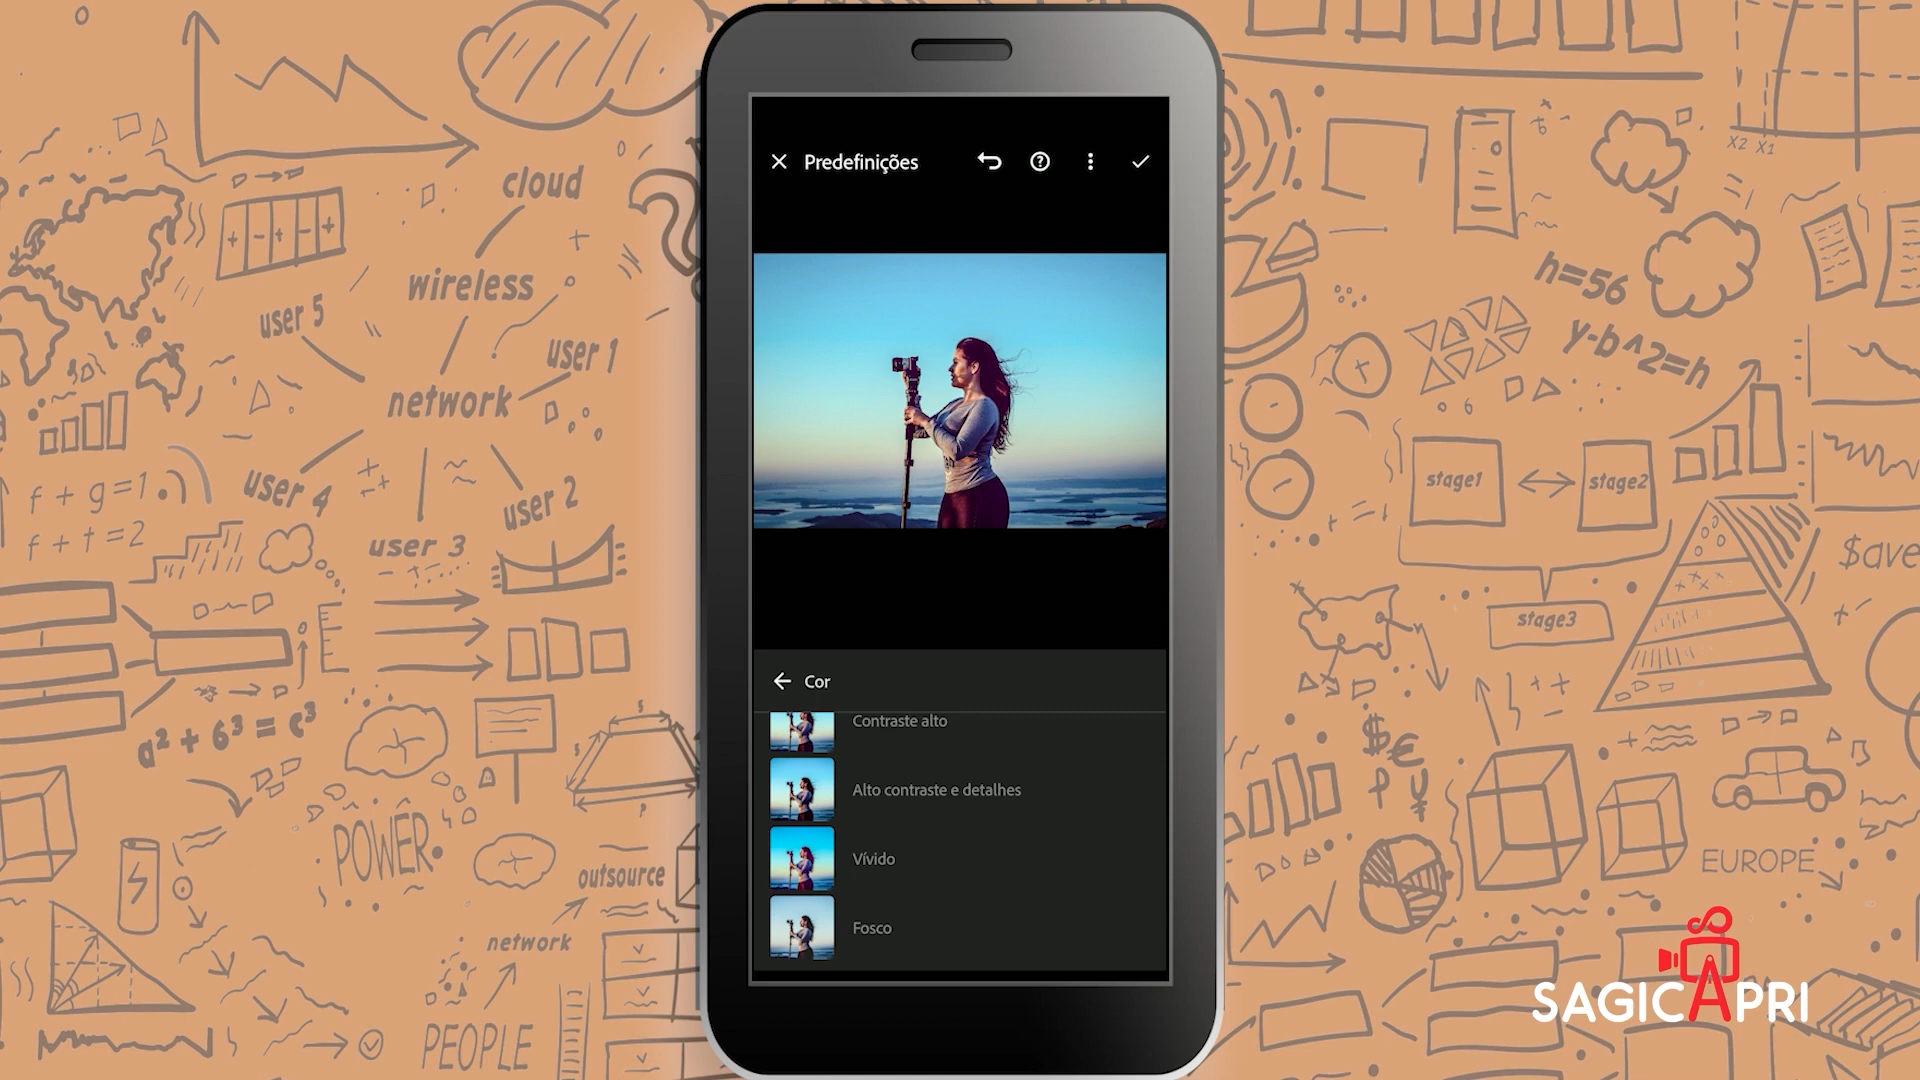 cloud
wireless
user 5
user 1
network
user 4
user 2
user 3
f + g = 1
f + t = 2
a² + 6³ = c³
POWER
outsource
network
PEOPLE
Predefinições
Cor
Contraste alto
Alto contraste e detalhes
Vívido
Fosco
X2 X1
h=56
y-b^2=h
stage1
stage2
stage3
$ave
$€
EUROPE
SAGICAPRI